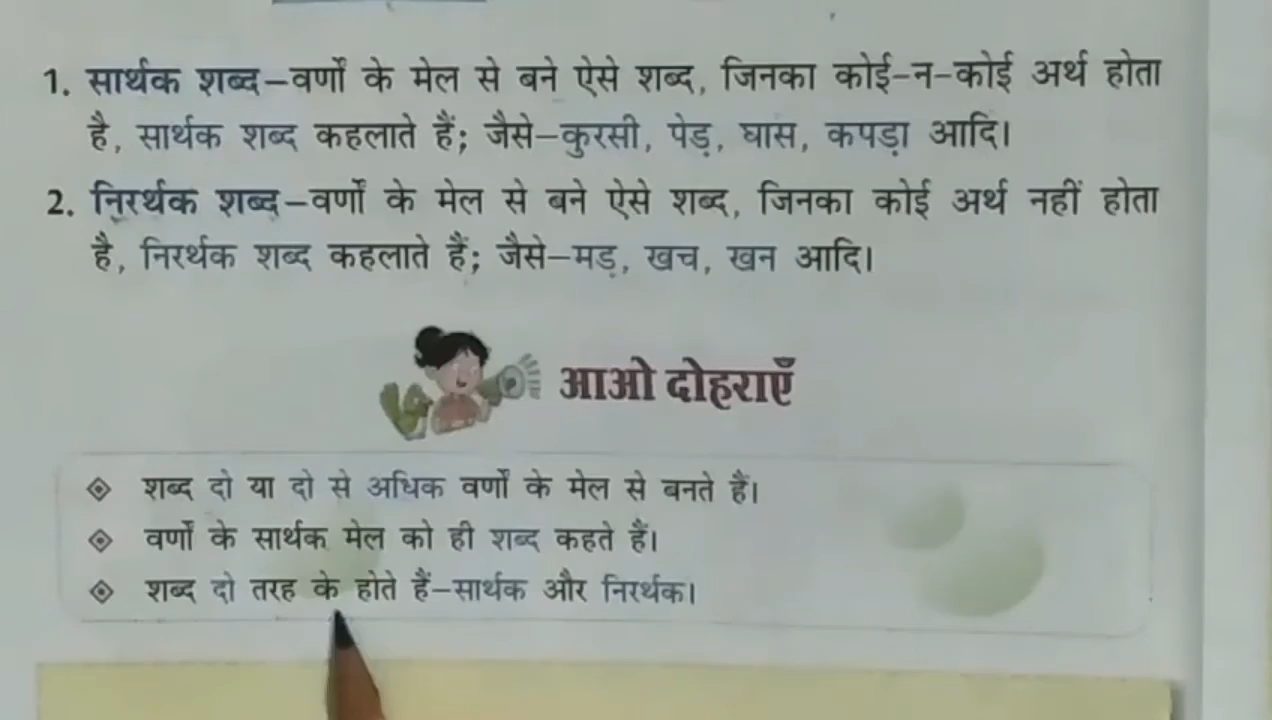 1. सार्थक शब्द–वर्णों के मेल से बने ऐसे शब्द, जिनका कोई-न-कोई अर्थ होता
है, सार्थक शब्द कहलाते हैं; जैसे–कुरसी, पेड़, घास, कपड़ा आदि।
2. निरर्थक शब्द–वर्णों के मेल से बने ऐसे शब्द, जिनका कोई अर्थ नहीं होता
है, निरर्थक शब्द कहलाते हैं; जैसे–मड़, खच, खन आदि।
आओ दोहराएँ
शब्द दो या दो से अधिक वर्णों के मेल से बनते हैं।
वर्णों के सार्थक मेल को ही शब्द कहते हैं।
शब्द दो तरह के होते हैं–सार्थक और निरर्थक।